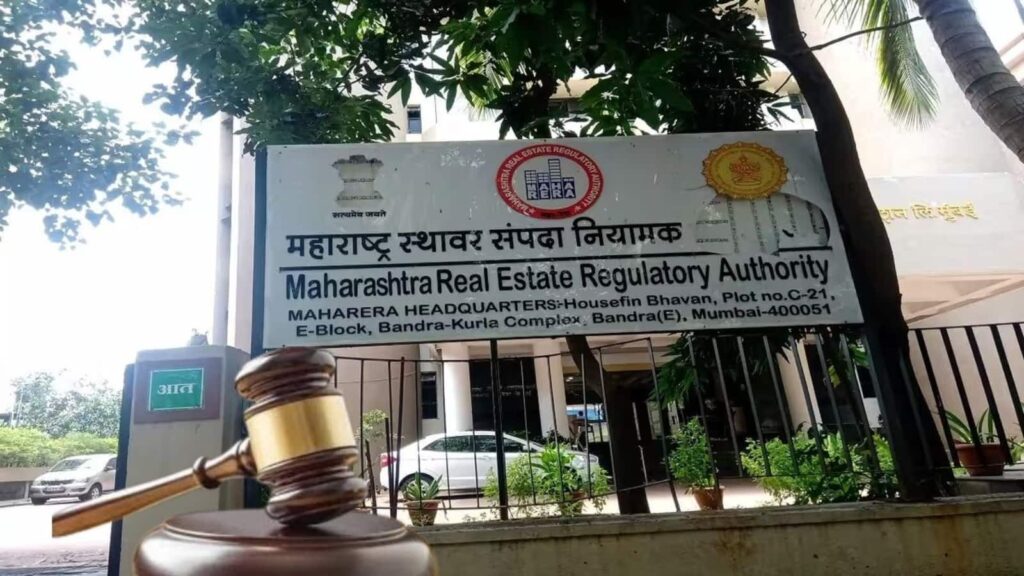 सत्यमेव जयते
MAHARASHTRA REAL ESTATE REGULATORY AUTHORITY
MAHA
RERA
महाराष्ट्र स्थावर संपदा नियामक
Maharashtra Real Estate Regulatory Authority
MAHARERA HEADQUARTERS:-Housefin Bhavan, Plot no.C-21,
E-Block, Bandra-Kurla Complex, Bandra(E), Mumbai-400051
आत